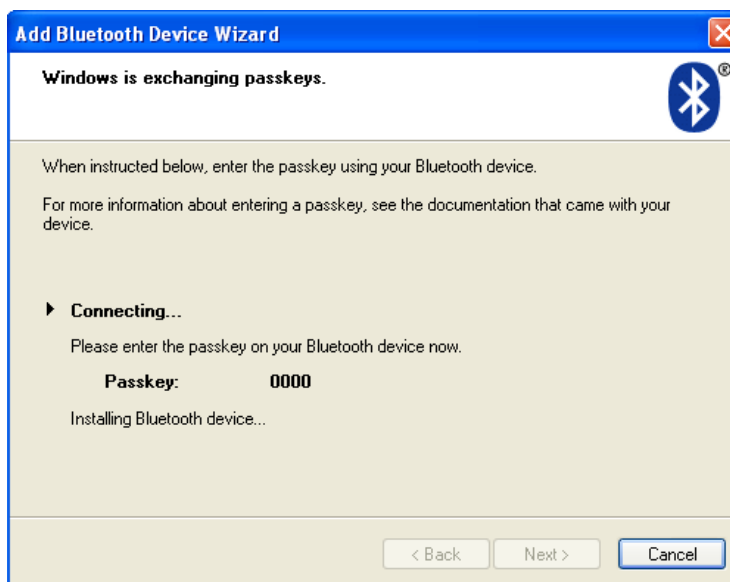 Add Bluetooth Device Wizard
Windows is exchanging passkeys.
®
When instructed below, enter the passkey using your Bluetooth device.
For more information about entering a passkey, see the documentation that came with your
device.
Connecting...
Please enter the passkey on your Bluetooth device now.
Passkey: 0000
Installing Bluetooth device...
< Back Next > Cancel